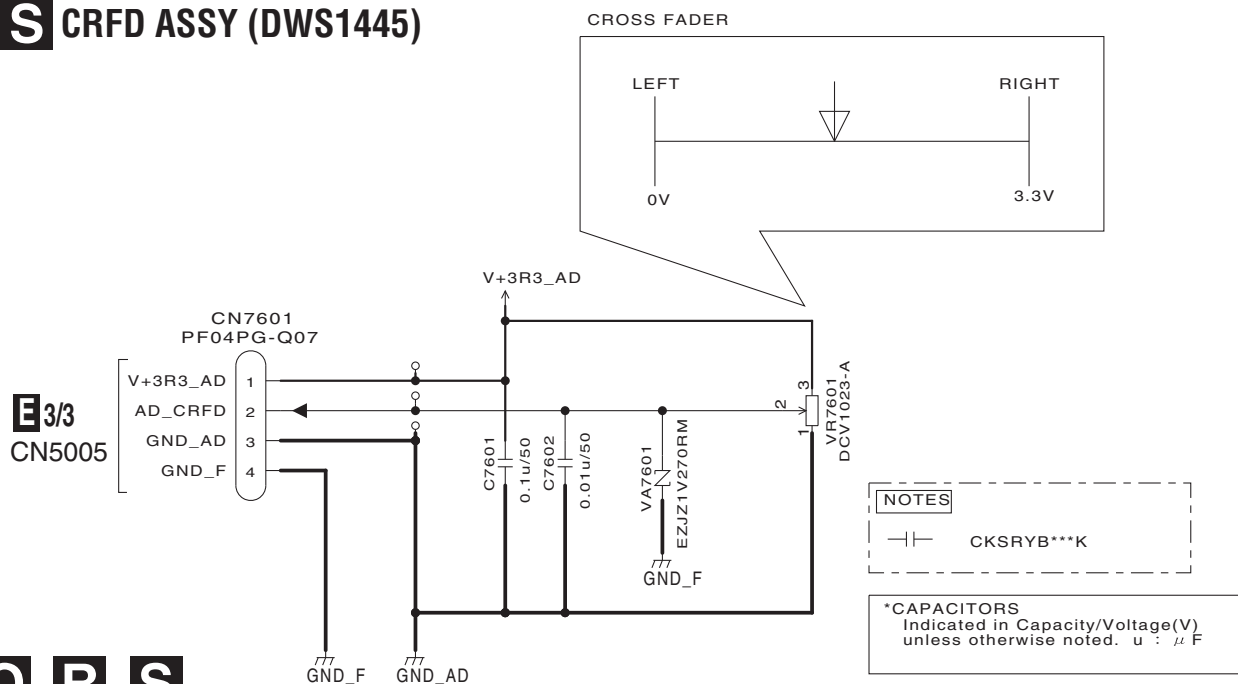 S CRFD ASSY (DWS1445)
CROSS FADER
LEFT
RIGHT
0V
3.3V
V+3R3_AD
CN7601
PF04PG-Q07
V+3R3_AD 1
AD_CRFD 2
GND_AD 3
GND_F 4
E 3/3
CN5005
C7601
0.1u/50
C7602
0.01u/50
VA7601
EZJZ1V270RM
GND_F
3
2
1
VR7601
DCV1023-A
NOTES
CKSRYB***K
*CAPACITORS
Indicated in Capacity/Voltage(V)
unless otherwise noted. u : μF
GND_F
GND_AD
S